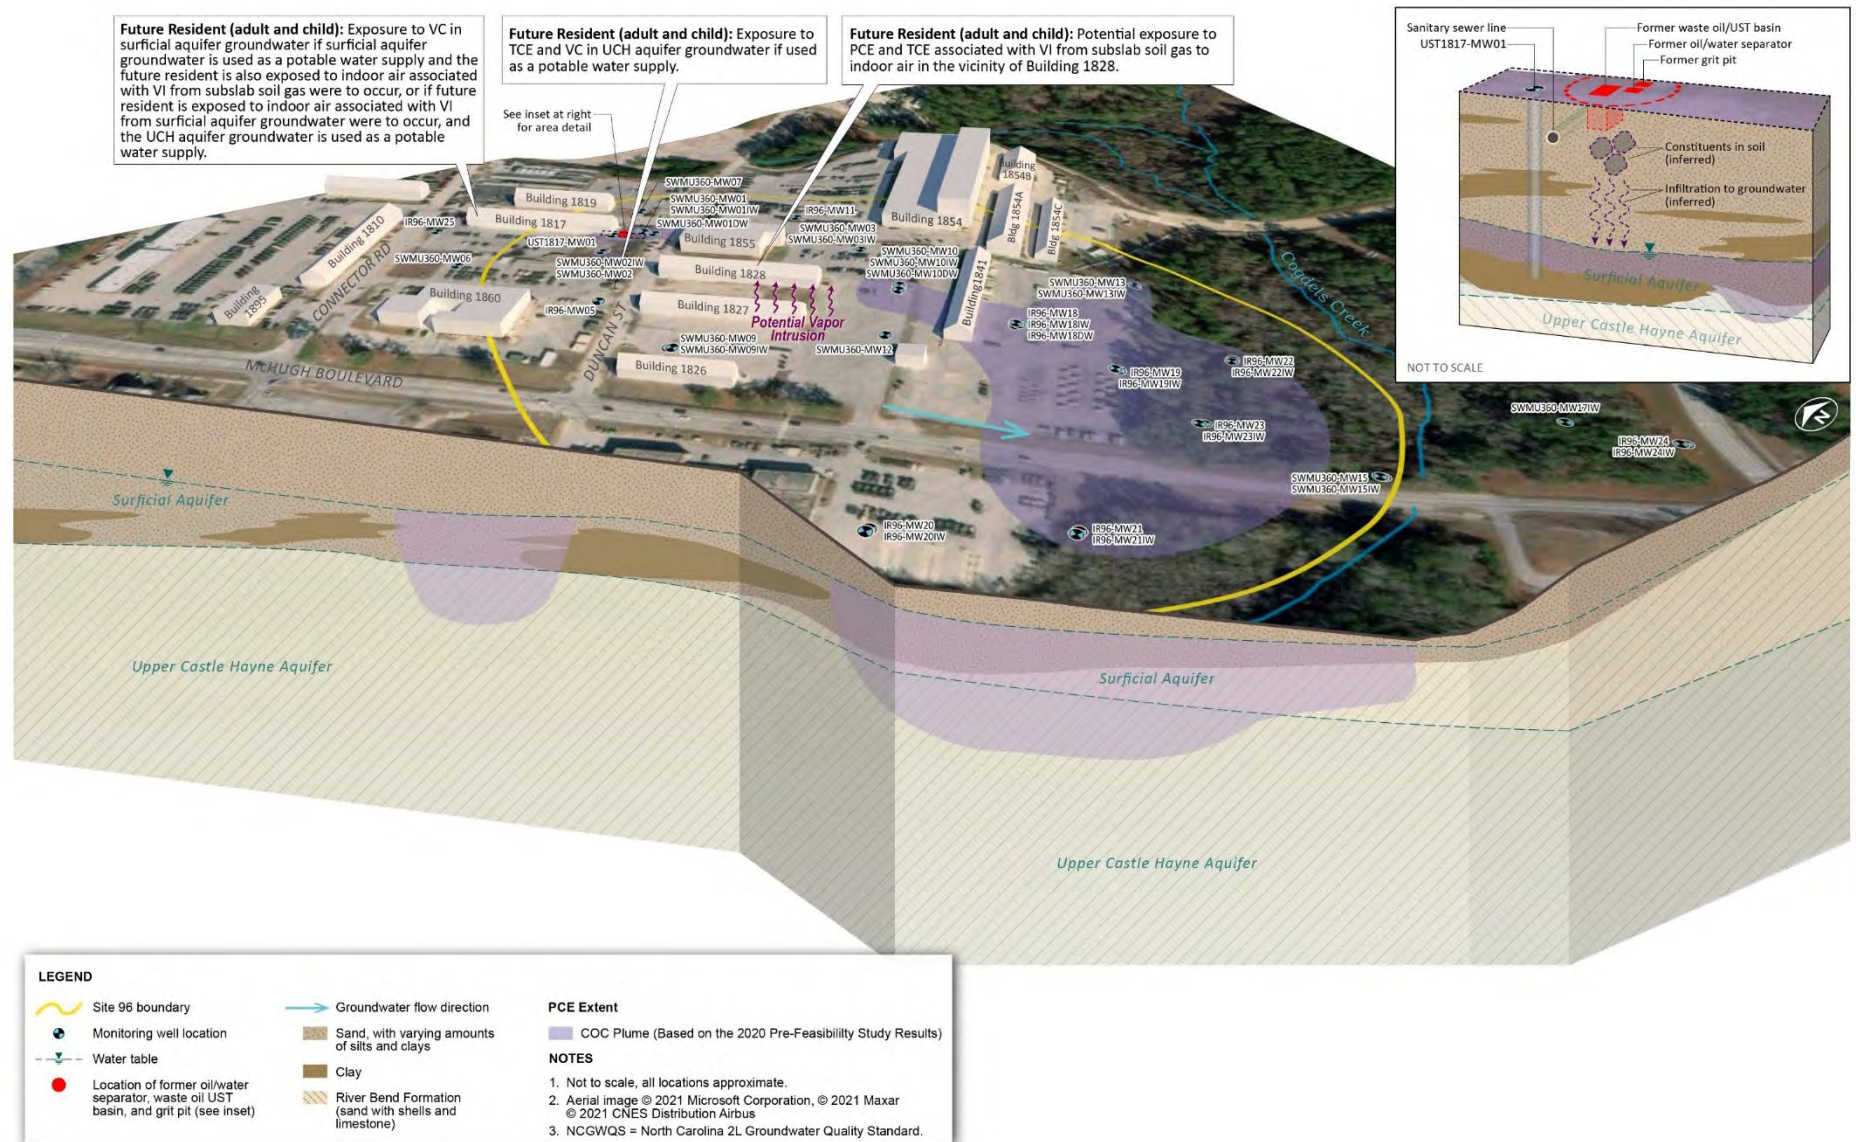 Future Resident (adult and child): Exposure to VC in
surficial aquifer groundwater if surficial aquifer
groundwater is used as a potable water supply and the
future resident is also exposed to indoor air associated
with VI from subslab soil gas were to occur, or if future
resident is exposed to indoor air associated with VI
from surficial aquifer groundwater were to occur, and
the UCH aquifer groundwater is used as a potable
water supply.
Future Resident (adult and child): Exposure to
TCE and VC in UCH aquifer groundwater if used
as a potable water supply.
Future Resident (adult and child): Potential exposure to
PCE and TCE associated with VI from subslab soil gas to
indoor air in the vicinity of Building 1828.
See inset at right
for area detail
Sanitary sewer line
UST1817-MW01
Former waste oil/UST basin
Former oil/water separator
Former grit pit
Constituents in soil
(inferred)
Infiltration to groundwater
(inferred)
Surficial Aquifer
Upper Castle Hayne Aquifer
NOT TO SCALE
Building 1810
Building 1895
CONNECTOR RD
IR96-MW25
SWMU360-MW06
Building 1819
Building 1817
UST1817-MW01
Building 1860
SWMU360-MW07
SWMU360-MW01
SWMU360-MW01IW
SWMU360-MW01DW
SWMU360-MW02IW
SWMU360-MW02
IR96-MW05
DUNCAN ST
Building 1855
Building 1828
Building 1827
Building 1826
Potential Vapor
Intrusion
SWMU360-MW09
SWMU360-MW09IW
IR96-MW11
SWMU360-MW03
SWMU360-MW03IW
SWMU360-MW10
SWMU360-MW10IW
SWMU360-MW10DW
SWMU360-MW12
Building 1854
Building
1854B
Bldg 1854A
Bldg 1854C
Building1841
Cogdels Creek
SWMU360-MW13
SWMU360-MW13IW
IR96-MW18
IR96-MW18IW
IR96-MW18DW
IR96-MW19
IR96-MW19IW
IR96-MW22
IR96-MW22IW
IR96-MW23
IR96-MW23IW
SWMU360-MW15
SWMU360-MW15IW
SWMU360-MW17IW
IR96-MW24
IR96-MW24IW
N
MCHUGH BOULEVARD
IR96-MW20
IR96-MW20IW
IR96-MW21
IR96-MW21IW
Surficial Aquifer
Upper Castle Hayne Aquifer
Surficial Aquifer
Upper Castle Hayne Aquifer
LEGEND
Site 96 boundary
Monitoring well location
Water table
Location of former oil/water
separator, waste oil UST
basin, and grit pit (see inset)
Groundwater flow direction
Sand, with varying amounts
of silts and clays
Clay
River Bend Formation
(sand with shells and
limestone)
PCE Extent
COC Plume (Based on the 2020 Pre-Feasibililty Study Results)
NOTES
1. Not to scale, all locations approximate.
2. Aerial image © 2021 Microsoft Corporation, © 2021 Maxar
© 2021 CNES Distribution Airbus
3. NCGWQS = North Carolina 2L Groundwater Quality Standard.